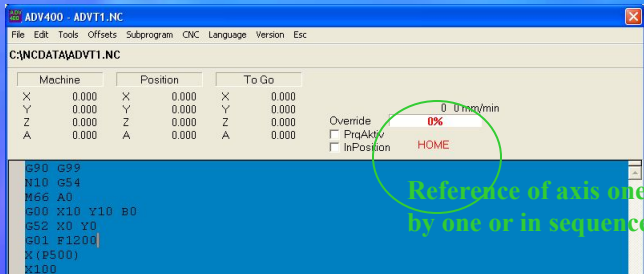 ADV400 - ADVT1.NC
File Edit Tools Offsets Subprogram CNC Language Version Esc
C:\NCDATA\ADVT1.NC
Machine Position To Go
X 0.000 X 0.000 X 0.000
Y 0.000 Y 0.000 Y 0.000 0 0 mm/min
Z 0.000 Z 0.000 Z 0.000 Override 0%
A 0.000 A 0.000 A 0.000 PrqAktiv
InPosition HOME
G90 G99
N10 G54
M66 A0
G00 X10 Y10 B0
G52 X0 Y0
G01 F1200
X(P500)
X100
Reference of axis one
by one or in sequence